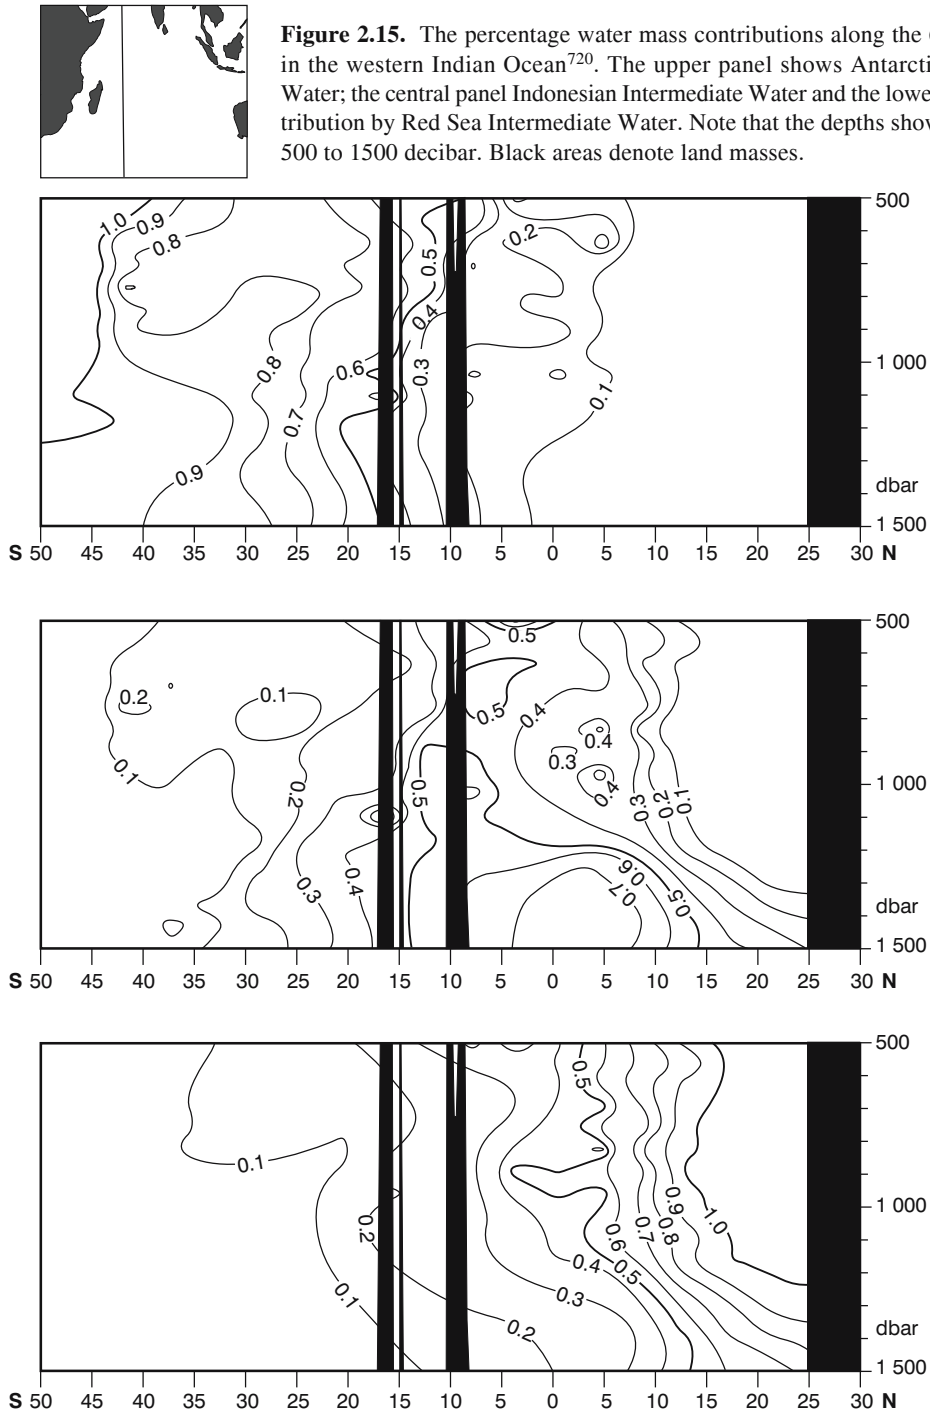 Figure 2.15. The percentage water mass contributions along the
in the western Indian Ocean720. The upper panel shows Antarcti
Water; the central panel Indonesian Intermediate Water and the lowe
tribution by Red Sea Intermediate Water. Note that the depths show
500 to 1500 decibar. Black areas denote land masses.
1.0 0.9 0.8 0.5 0.2 500
0.4
0.8 0.6 0.3 0.1 1 000
0.7
0.9 dbar
1 500
S 50 45 40 35 30 25 20 15 10 5 0 5 10 15 20 25 30 N
0.5 500
0.2 0.1 0.5 0.4
0.4
0.1 0.3 1 000
0.2 0.5 0.4 0.3 0.2 0.1
0.3 0.4 0.6 0.7 0.5 dbar
1 500
S 50 45 40 35 30 25 20 15 10 5 0 5 10 15 20 25 30 N
500
0.5
0.1 0.9 1 000
0.2 0.6 0.7 0.8 1.0
0.1 0.4 0.5
0.3
0.2 dbar
1 500
S 50 45 40 35 30 25 20 15 10 5 0 5 10 15 20 25 30 N